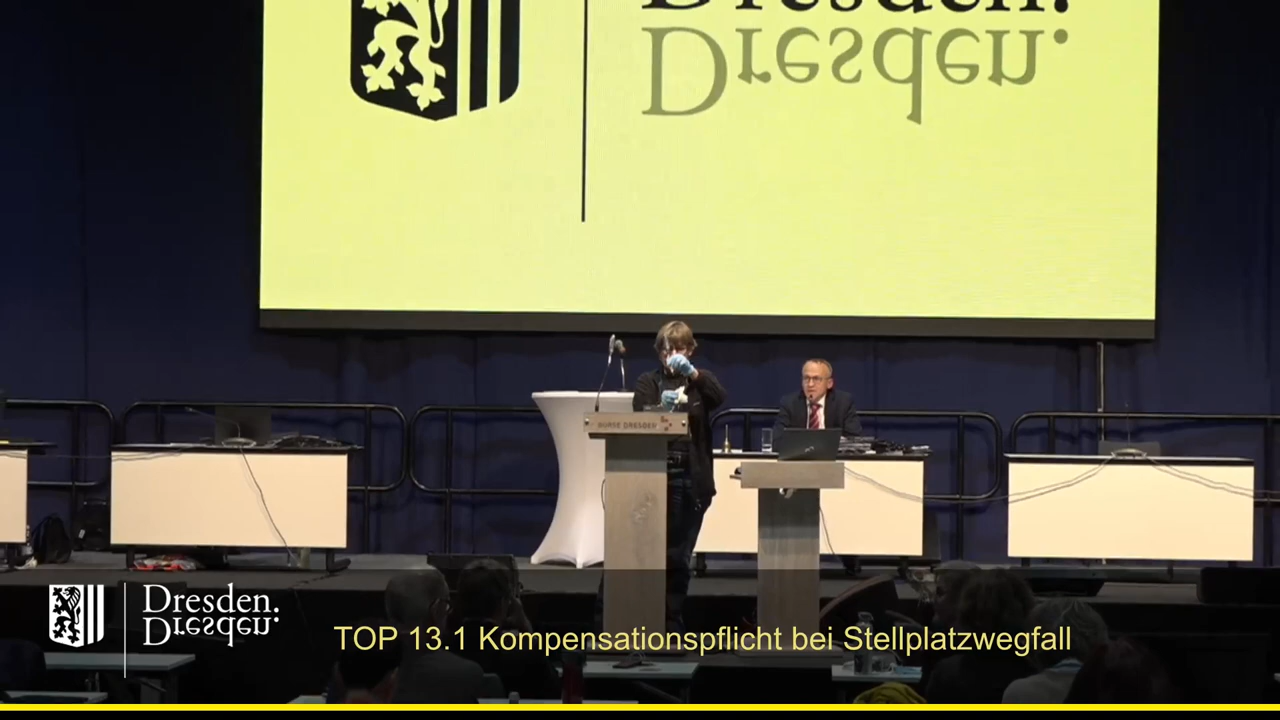 Dresden.
Dresden.
BÖRSE DRESDEN
Dresden.
Dresden.
TOP 13.1 Kompensationspflicht bei Stellplatzwegfall